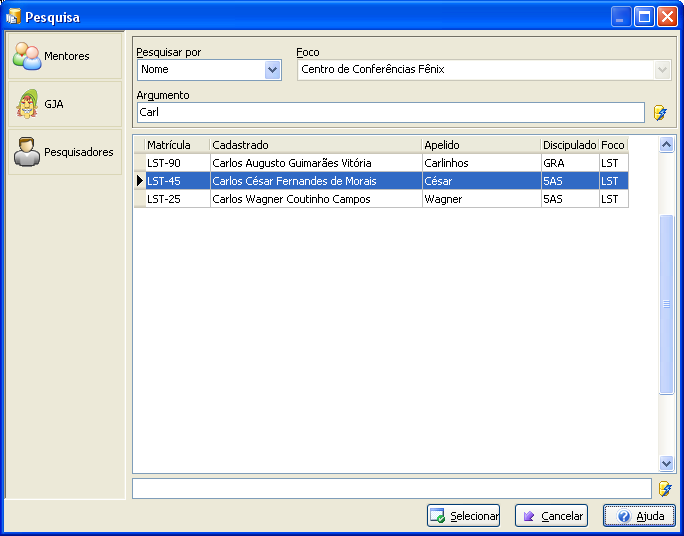 Pesquisa
Mentores
GJA
Pesquisadores
Pesquisar por Foco
Nome Centro de Conferências Fênix
Argumento
Carl
Matrícula Cadastrado Apelido Discipulado Foco
LST-90 Carlos Augusto Guimarães Vitória Carlinhos GRA LST
LST-45 Carlos César Fernandes de Morais César 5AS LST
LST-25 Carlos Wagner Coutinho Campos Wagner 5AS LST
Selecionar Cancelar Ajuda